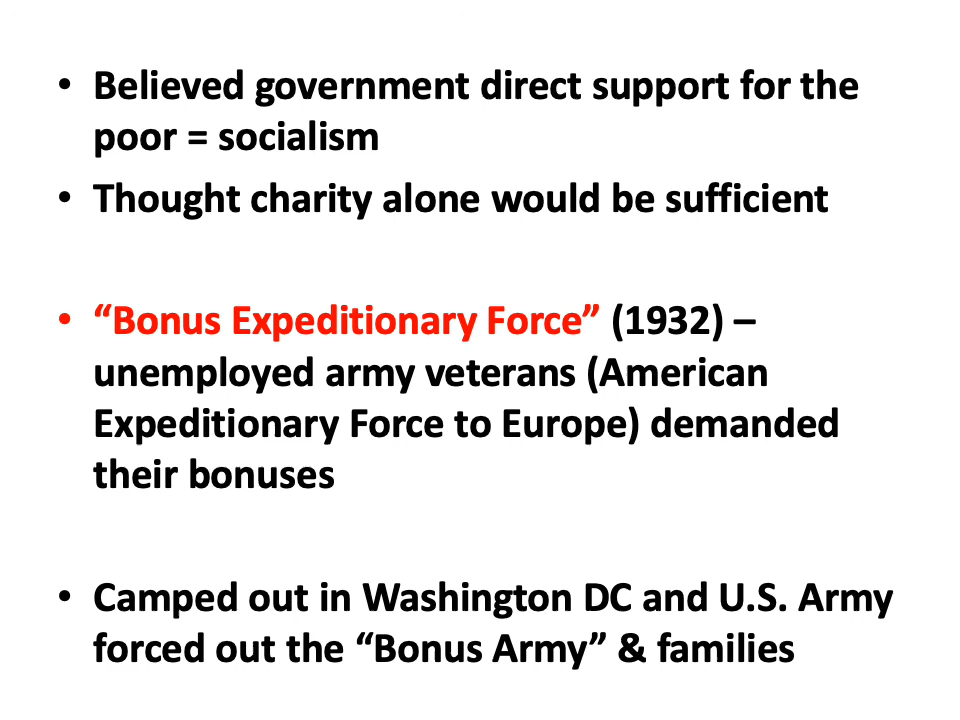 • Believed government direct support for the
poor = socialism
• Thought charity alone would be sufficient
• “Bonus Expeditionary Force” (1932) –
unemployed army veterans (American
Expeditionary Force to Europe) demanded
their bonuses
• Camped out in Washington DC and U.S. Army
forced out the “Bonus Army” & families